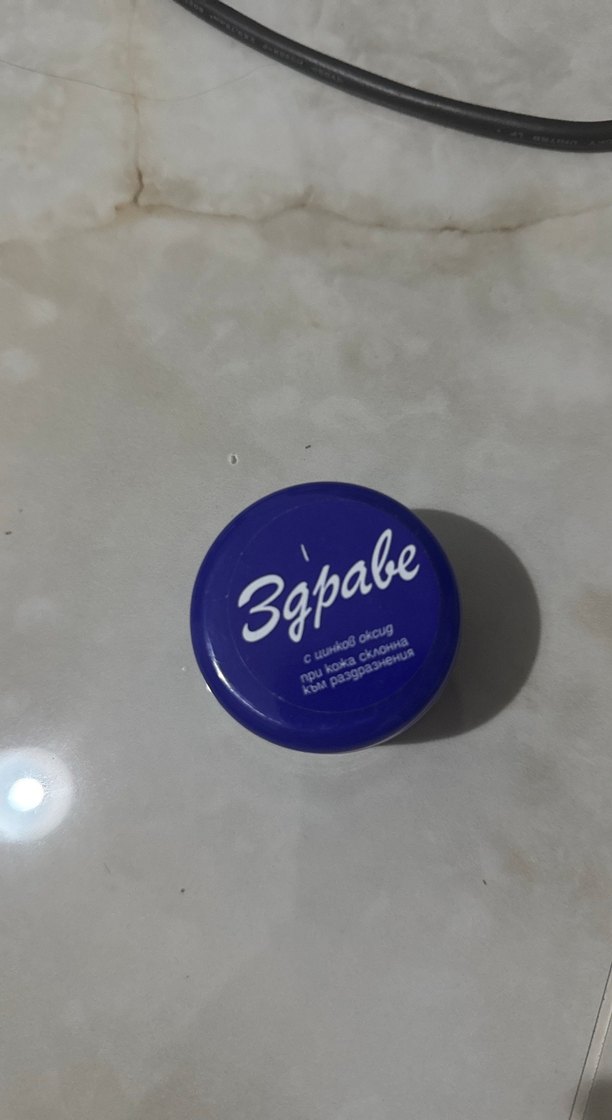 Здраве
с цинков оксид
при кожа склонна
към раздразнения